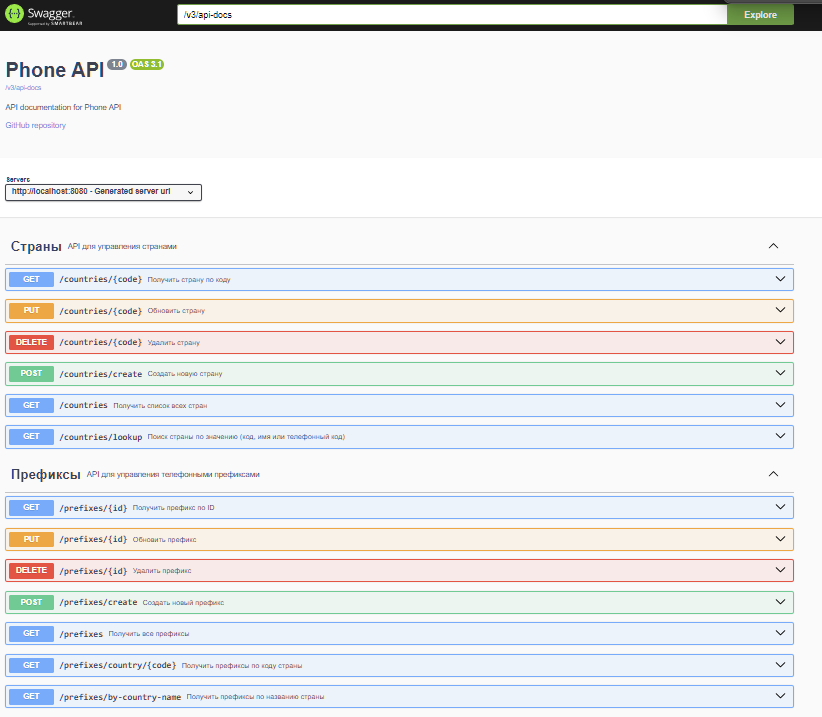 Swagger
Supported by SMARTBEAR
/v3/api-docs
Explore
Phone API 1.0 OAS 3.1
/v3/api-docs
API documentation for Phone API
GitHub repository
Servers
http://localhost:8080 - Generated server url
Страны API для управления странами
GET /countries/{code} Получить страну по коду
PUT /countries/{code} Обновить страну
DELETE /countries/{code} Удалить страну
POST /countries/create Создать новую страну
GET /countries Получить список всех стран
GET /countries/lookup Поиск страны по значению (код, имя или телефонный код)
Префиксы API для управления телефонными префиксами
GET /prefixes/{id} Получить префикс по ID
PUT /prefixes/{id} Обновить префикс
DELETE /prefixes/{id} Удалить префикс
POST /prefixes/create Создать новый префикс
GET /prefixes Получить все префиксы
GET /prefixes/country/{code} Получить префиксы по коду страны
GET /prefixes/by-country-name Получить префиксы по названию страны